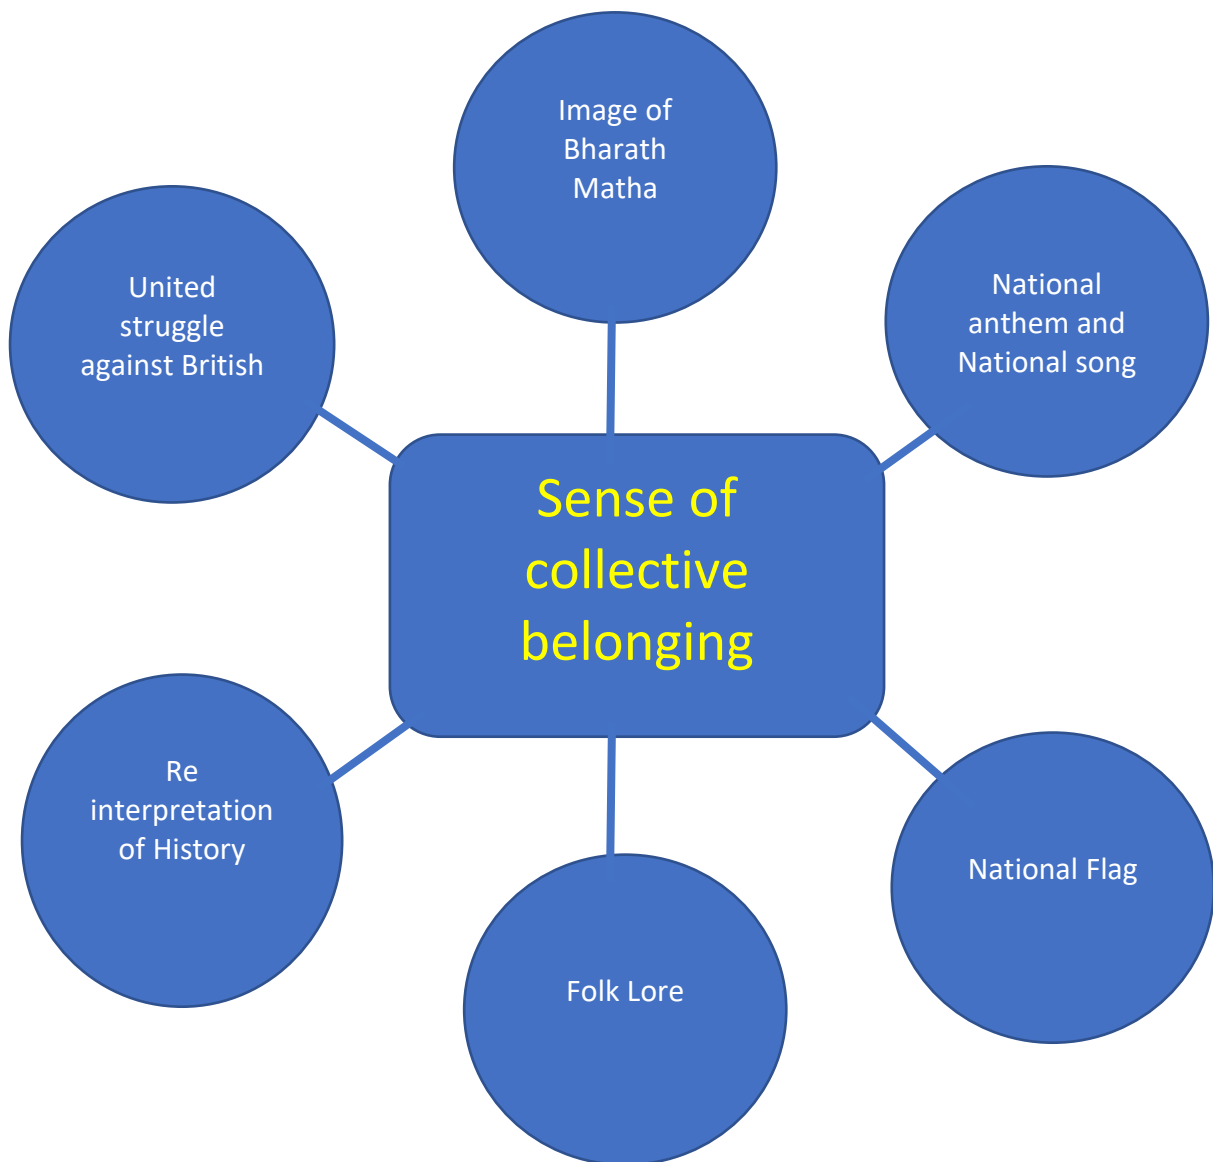 Image of
Bharath
Matha
United
struggle
against British
National
anthem and
National song
Sense of
collective
belonging
Re
interpretation
of History
National Flag
Folk Lore